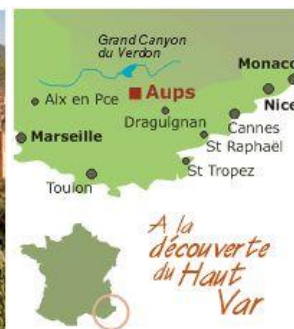 Grand Canyon
du Verdon
Monaco
Aix en Pce
Aups
Nice
Draguignan
Cannes
Marseille
St Raphaël
St Tropez
Toulon
A la
découverte
du Haut
Var